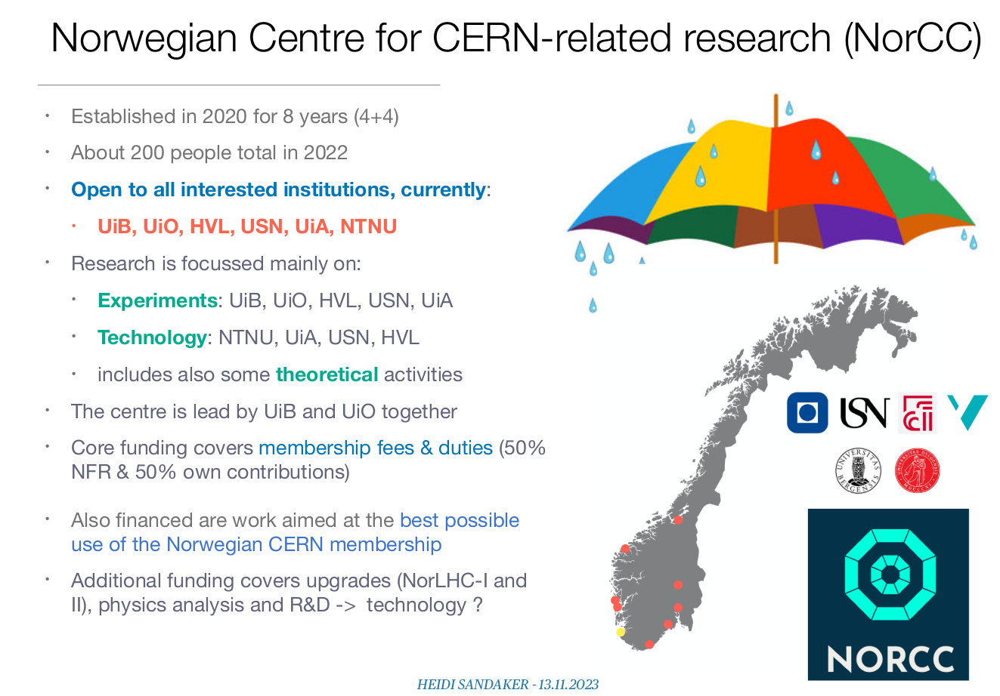 Norwegian Centre for CERN-related research (NorCC)
• Established in 2020 for 8 years (4+4)
• About 200 people total in 2022
• Open to all interested institutions, currently:
• UiB, UiO, HVL, USN, UiA, NTNU
• Research is focussed mainly on:
• Experiments: UiB, UiO, HVL, USN, UiA
• Technology: NTNU, UiA, USN, HVL
• includes also some theoretical activities
• The centre is lead by UiB and UiO together
• Core funding covers membership fees & duties (50%
NFR & 50% own contributions)
• Also financed are work aimed at the best possible
use of the Norwegian CERN membership
• Additional funding covers upgrades (NorLHC-I and
II), physics analysis and R&D -> technology ?
USN
UNIVERSITAS BERGENSIS
UNIVERSITAS OSLOENSIS MDCCCXI
NORCC
HEIDI SANDAKER - 13.11.2023